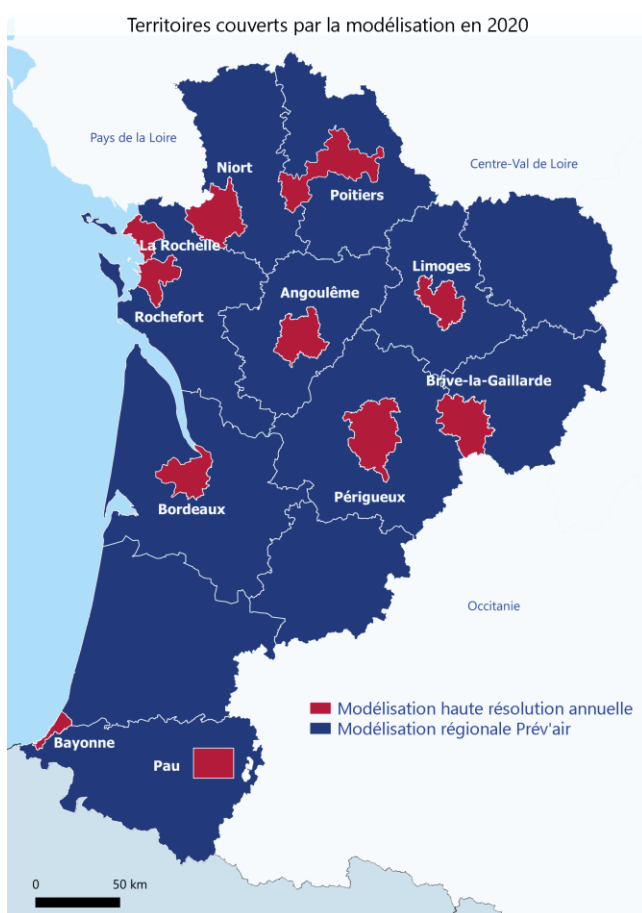 Territoires couverts par la modélisation en 2020
Pays de la Loire
Centre-Val de Loire
Niort
Poitiers
La Rochelle
Limoges
Angoulême
Rochefort
Brive-la-Gaillarde
Périgueux
Bordeaux
Occitanie
Modélisation haute résolution annuelle
Modélisation régionale Prév'air
Bayonne
Pau
0 50 km